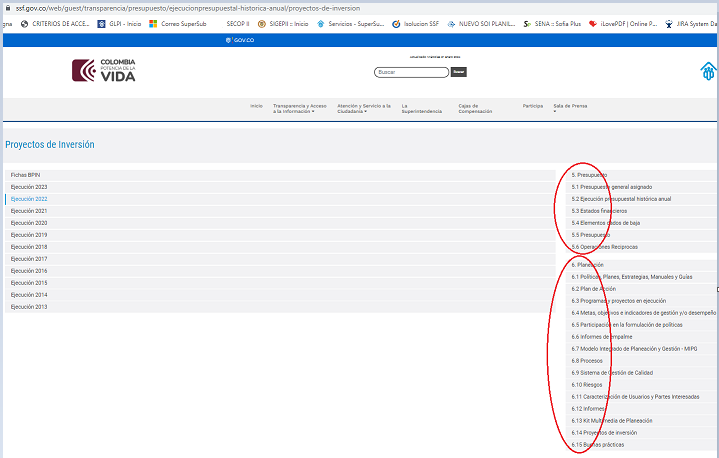 ssf.gov.co/web/guest/transparencia/presupuesto/ejecucionpresupuestal-historica-anual/proyectos-de-inversion
gna CRITERIOS DE ACCE... GLPI - Inicio Correo SuperSub SECOP II SIGEPII :: Inicio Servicios - SuperSu... Isolucion SSF NUEVO SOI PLANIL... SENA :: Sofia Plus iLovePDF | Online P... JIRA System Da
GOV.CO
COLOMBIA
POTENCIA DE LA
VIDA
Buscar Buscar
Inicio Transparencia y Acceso a la Información Atención y Servicio a la Ciudadanía La Superintendencia Cajas de Compensación Participa Sala de Prensa
Proyectos de Inversión
Fichas BPIN
Ejecución 2023
Ejecución 2022
Ejecución 2021
Ejecución 2020
Ejecución 2019
Ejecución 2018
Ejecución 2017
Ejecución 2016
Ejecución 2015
Ejecución 2014
Ejecución 2013
5. Presupuesto
5.1 Presupuesto general asignado
5.2 Ejecución presupuestal histórica anual
5.3 Estados financieros
5.4 Elementos dados de baja
5.5 Presupuesto
5.6 Operaciones Reciprocas
6. Planeación
6.1 Políticas, Planes, Estrategias, Manuales y Guías
6.2 Plan de Acción
6.3 Programas y proyectos en ejecución
6.4 Metas, objetivos e indicadores de gestión y/o desempeño
6.5 Participación en la formulación de políticas
6.6 Informes de empalme
6.7 Modelo Integrado de Planeación y Gestión - MIPG
6.8 Procesos
6.9 Sistema de Gestión de Calidad
6.10 Riesgos
6.11 Caracterización de Usuarios y Partes Interesadas
6.12 Informes
6.13 Kit Multimedia de Planeación
6.14 Proyectos de inversión
6.15 Buenas prácticas